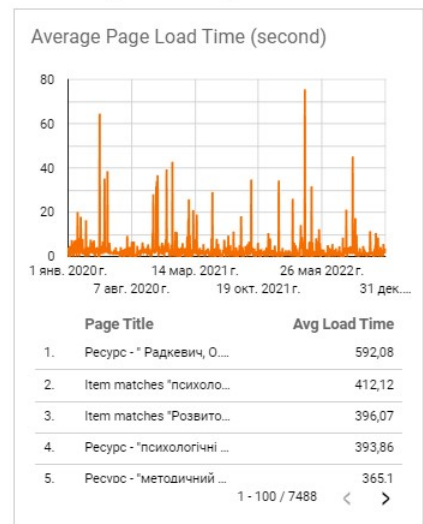 Average Page Load Time (second)
80
60
40
20
0
1 янв. 2020 г. 14 мар. 2021 г. 26 мая 2022 г.
7 авг. 2020 г. 19 окт. 2021 г. 31 дек....
Page Title Avg Load Time
1. Ресурс - " Радкевич, О.... 592,08
2. Item matches "психоло... 412,12
3. Item matches "Розвито... 396,07
4. Ресурс - "психологічні ... 393,86
5. Ресурс - "методичний ... 365,1
1 - 100 / 7488 < >